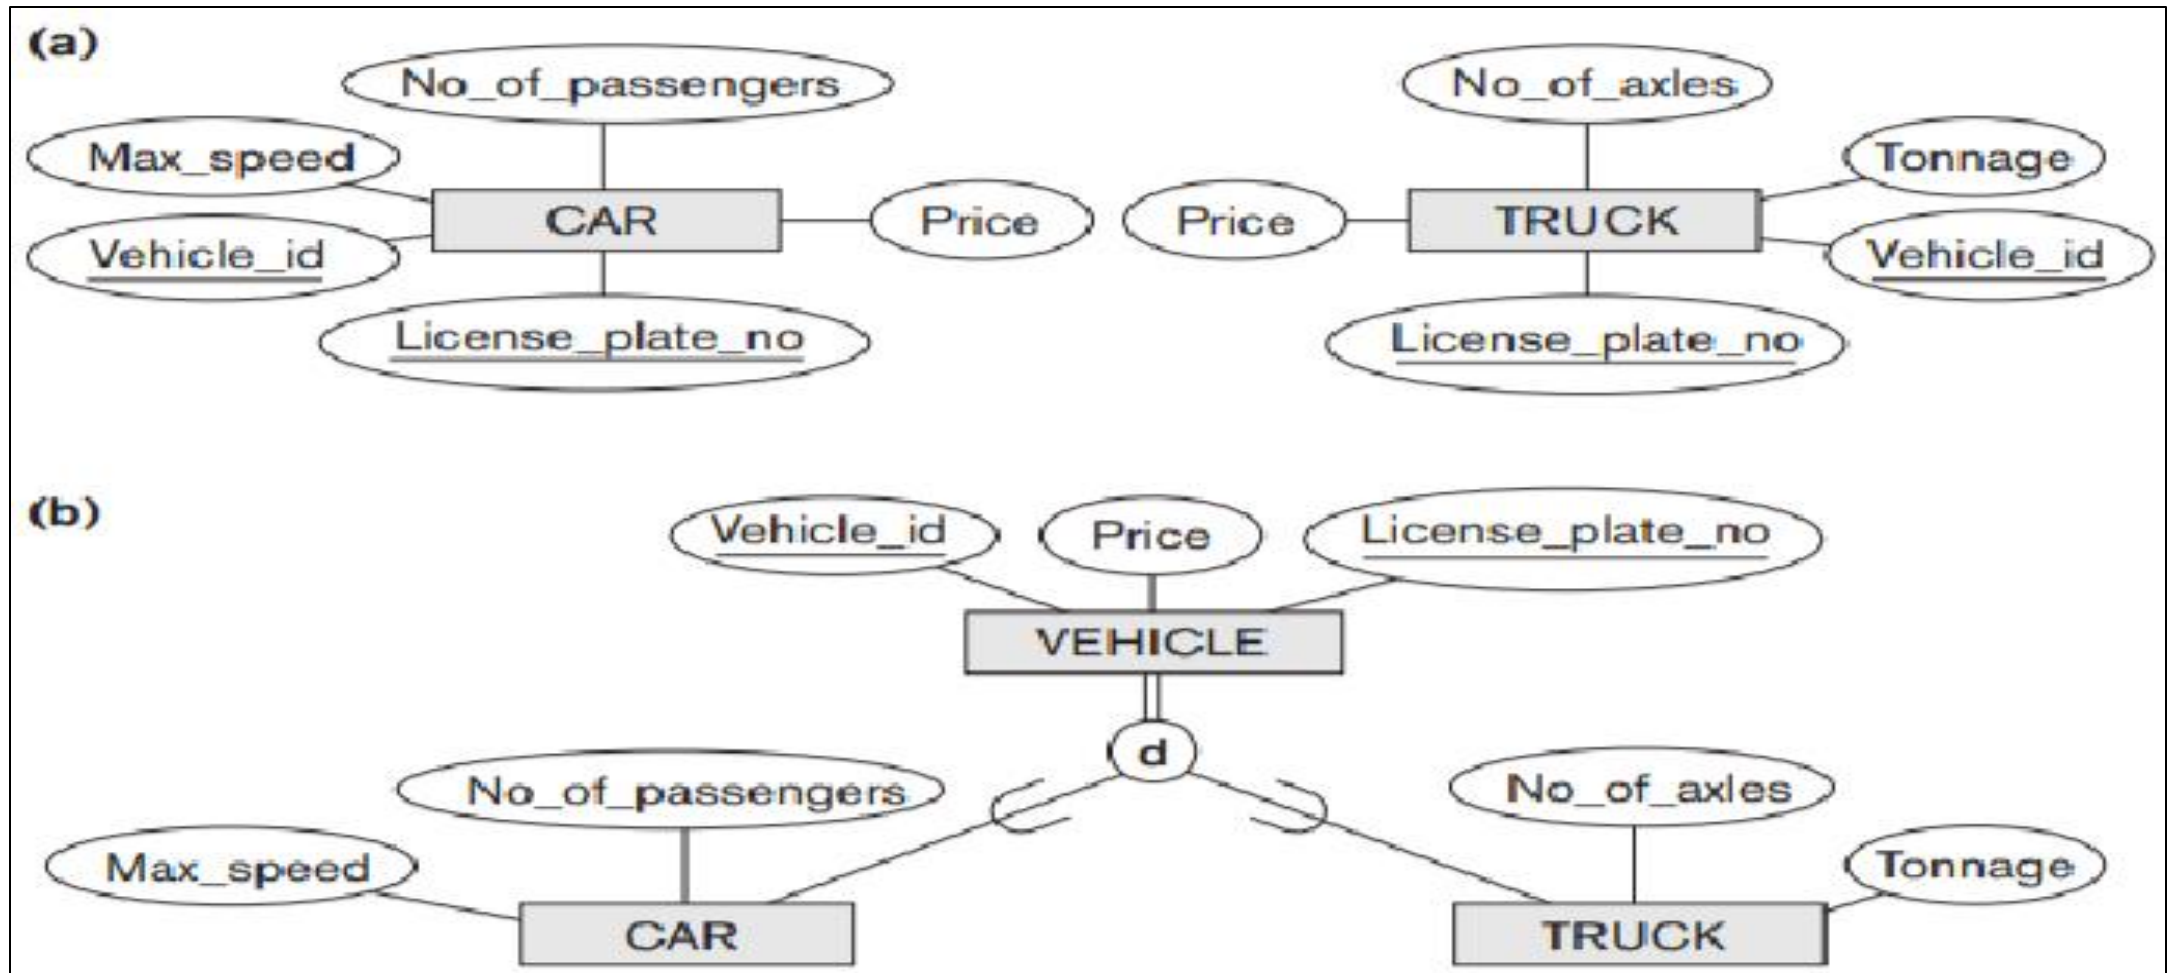 (a)
No_of_passengers
No_of_axles
Max_speed
Tonnage
CAR
Price
Price
TRUCK
Vehicle_id
Vehicle_id
License_plate_no
License_plate_no
(b)
Vehicle_id
Price
License_plate_no
VEHICLE
d
No_of_passengers
No_of_axles
Max_speed
Tonnage
CAR
TRUCK